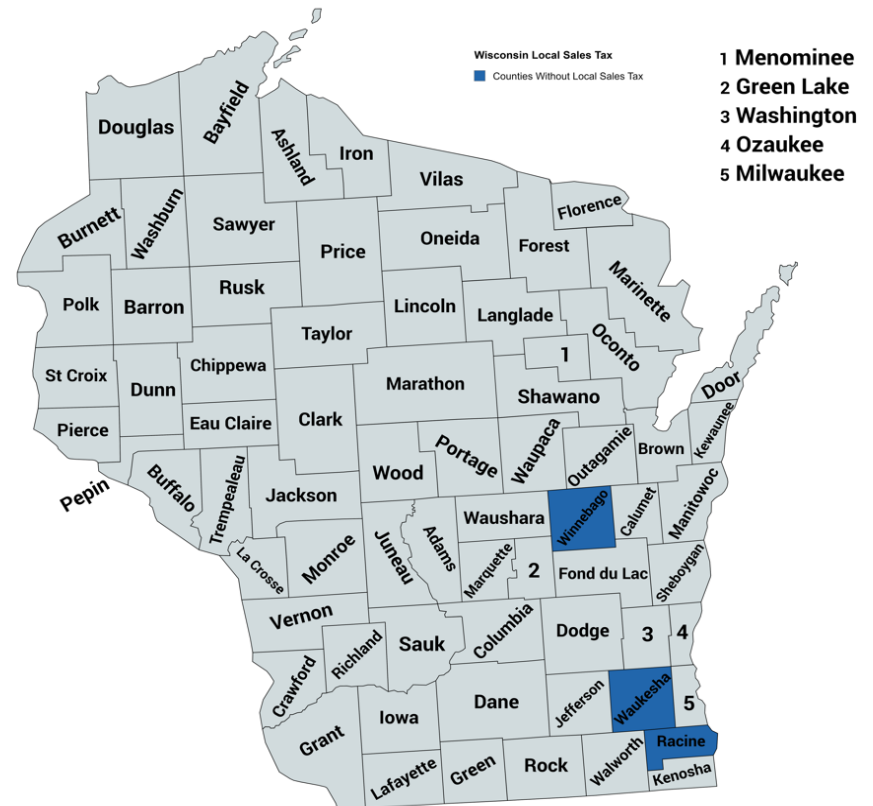 Wisconsin Local Sales Tax
Counties Without Local Sales Tax
1 Menominee
2 Green Lake
3 Washington
4 Ozaukee
5 Milwaukee
Douglas
Bayfield
Ashland
Iron
Vilas
Florence
Burnett
Washburn
Sawyer
Price
Oneida
Forest
Marinette
Polk
Barron
Rusk
Lincoln
Langlade
Taylor
1
Oconto
St Croix
Dunn
Chippewa
Marathon
Shawano
Door
Pierce
Eau Claire
Clark
Kewaunee
Pepin
Buffalo
Trempealeau
Jackson
Wood
Portage
Waupaca
Outagamie
Brown
Waushara
Winnebago
Calumet
Manitowoc
La Crosse
Monroe
Juneau
Adams
Marquette
2
Fond du Lac
Sheboygan
Vernon
Richland
Sauk
Columbia
Dodge
3
4
Crawford
Grant
Iowa
Dane
Jefferson
Waukesha
5
Lafayette
Green
Rock
Walworth
Racine
Kenosha